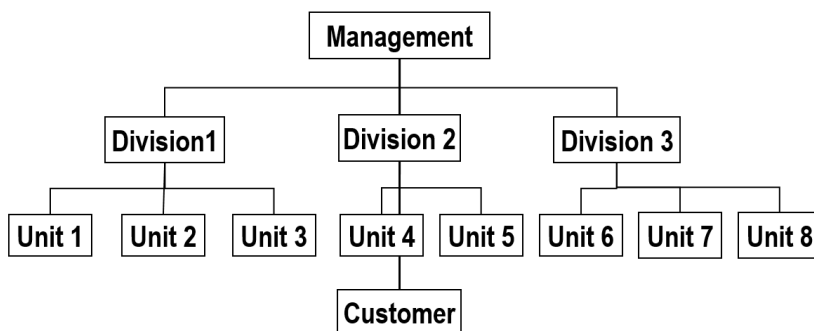 Management
Division1
Division 2
Division 3
Unit 1
Unit 2
Unit 3
Unit 4
Unit 5
Unit 6
Unit 7
Unit 8
Customer